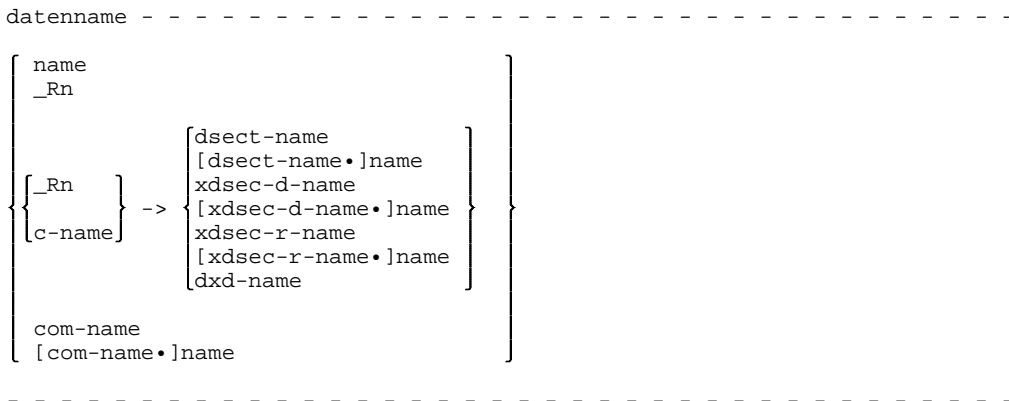 datenname - - - - - - - - - - - - - - - - - - - - - - - - - - - - - - - - -
name
_Rn
dsect-name
[dsect-name•]name
_Rn xdsec-d-name
-> [xdsec-d-name•]name
c-name xdsec-r-name
[xdsec-r-name•]name
dxd-name
com-name
[com-name•]name
- - - - - - - - - - - - - - - - - - - - - - - - - - - - - - - - - - - - - -